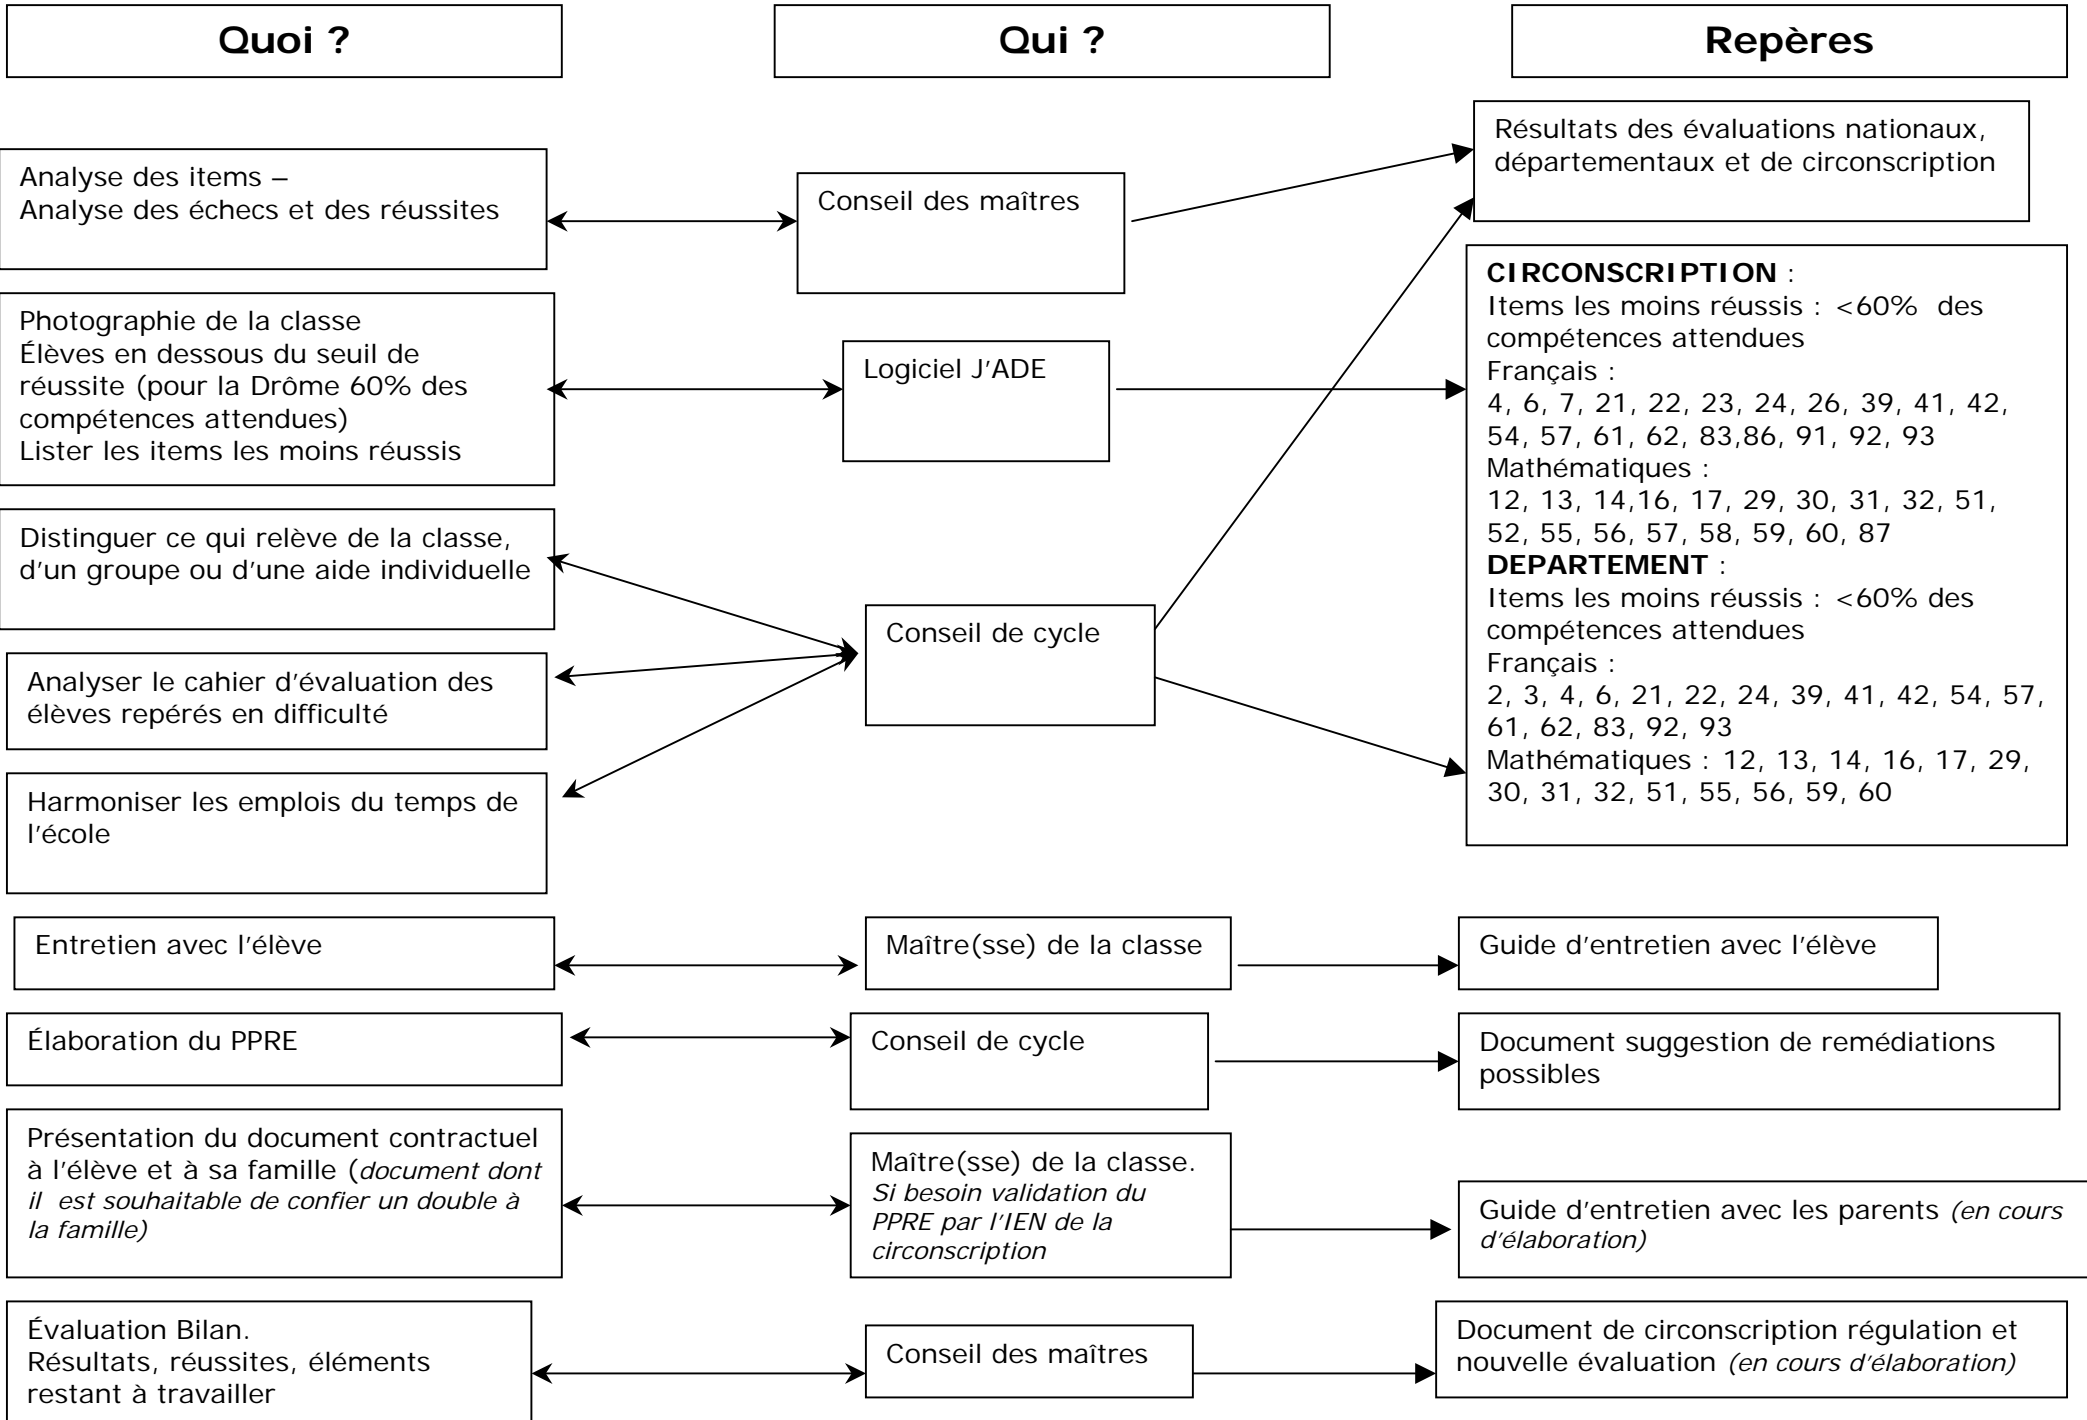 Quoi ?
Qui ?
Repères
Analyse des items –
Analyse des échecs et des réussites
Conseil des maîtres
Résultats des évaluations nationaux,
départementaux et de circonscription
Photographie de la classe
Élèves en dessous du seuil de
réussite (pour la Drôme 60% des
compétences attendues)
Lister les items les moins réussis
Logiciel J’ADE
CIRCONSCRIPTION :
Items les moins réussis : <60%  des
compétences attendues
Français :
4, 6, 7, 21, 22, 23, 24, 26, 39, 41, 42,
54, 57, 61, 62, 83,86, 91, 92, 93
Mathématiques :
12, 13, 14,16, 17, 29, 30, 31, 32, 51,
52, 55, 56, 57, 58, 59, 60, 87
DEPARTEMENT :
Items les moins réussis : <60% des
compétences attendues
Français :
2, 3, 4, 6, 21, 22, 24, 39, 41, 42, 54, 57,
61, 62, 83, 92, 93
Mathématiques : 12, 13, 14, 16, 17, 29,
30, 31, 32, 51, 55, 56, 59, 60
Distinguer ce qui relève de la classe,
d’un groupe ou d’une aide individuelle
Conseil de cycle
Analyser le cahier d’évaluation des
élèves repérés en difficulté
Harmoniser les emplois du temps de
l’école
Entretien avec l’élève
Maître(sse) de la classe
Guide d’entretien avec l’élève
Élaboration du PPRE
Conseil de cycle
Document suggestion de remédiations
possibles
Présentation du document contractuel
à l’élève et à sa famille (document dont
il  est souhaitable de confier un double à
la famille)
Maître(sse) de la classe.
Si besoin validation du
PPRE par l’IEN de la
circonscription
Guide d’entretien avec les parents (en cours
d’élaboration)
Évaluation Bilan.
Résultats, réussites, éléments
restant à travailler
Conseil des maîtres
Document de circonscription régulation et
nouvelle évaluation (en cours d’élaboration)